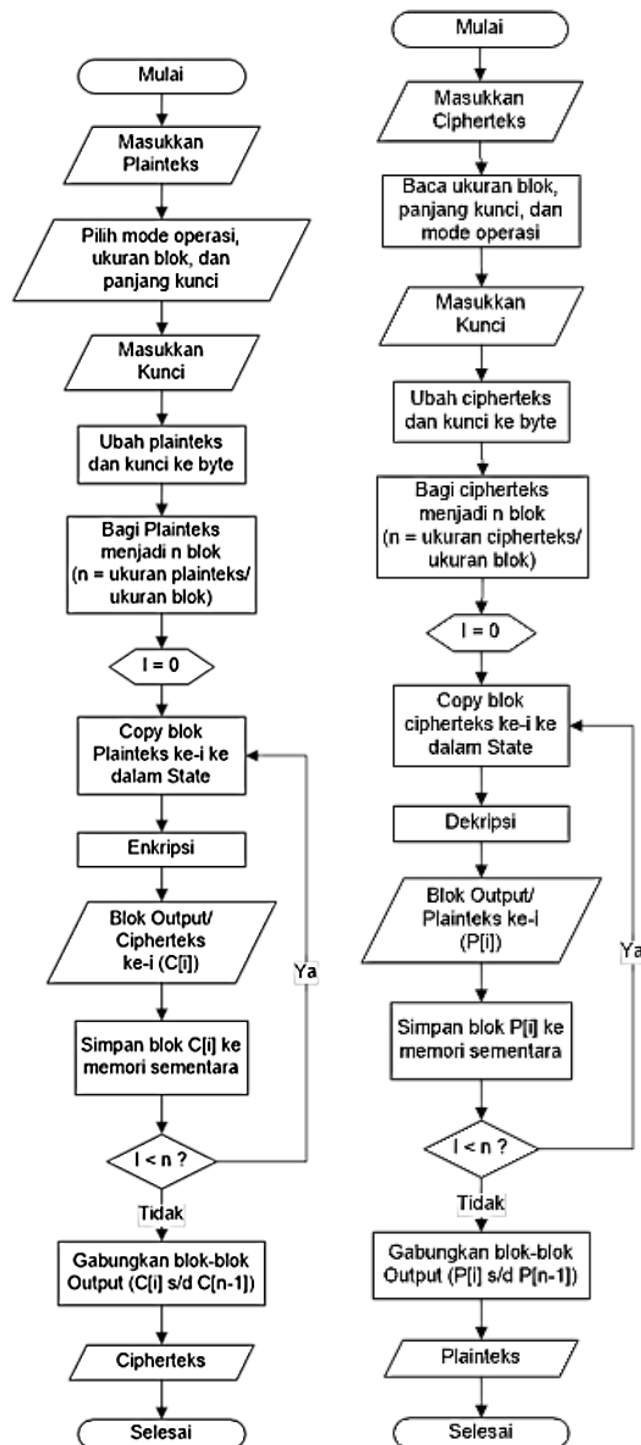 Mulai
Masukkan
Plainteks
Pilih mode operasi,
ukuran blok, dan
panjang kunci
Masukkan
Kunci
Ubah plainteks
dan kunci ke byte
Bagi Plainteks
menjadi n blok
(n = ukuran plainteks/
ukuran blok)
I = 0
Copy blok
Plainteks ke-i ke
dalam State
Enkripsi
Blok Output/
Cipherteks
ke-i (C[i])
Ya
Simpan blok C[i] ke
memori sementara
I < n ?
Tidak
Gabungkan blok-blok
Output (C[i] s/d C[n-1])
Cipherteks
Selesai
Mulai
Masukkan
Cipherteks
Baca ukuran blok,
panjang kunci, dan
mode operasi
Masukkan
Kunci
Ubah cipherteks
dan kunci ke byte
Bagi cipherteks
menjadi n blok
(n = ukuran cipherteks/
ukuran blok)
I = 0
Copy blok
cipherteks ke-i ke
dalam State
Dekripsi
Blok Output/
Plainteks ke-i
(P[i])
Ya
Simpan blok P[i] ke
memori sementara
I < n ?
Tidak
Gabungkan blok-blok
Output (P[i] s/d P[n-1])
Plainteks
Selesai